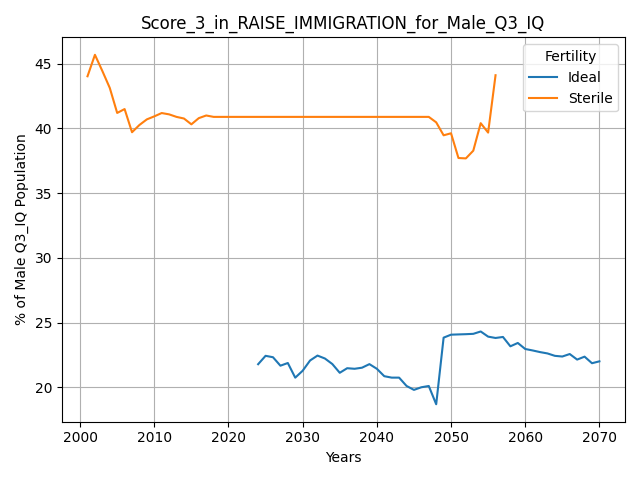 Score_3_in_RAISE_IMMIGRATION_for_Male_Q3_IQ
Fertility
Ideal
Sterile
% of Male Q3_IQ Population
45
40
35
30
25
20
2000 2010 2020 2030 2040 2050 2060 2070
Years